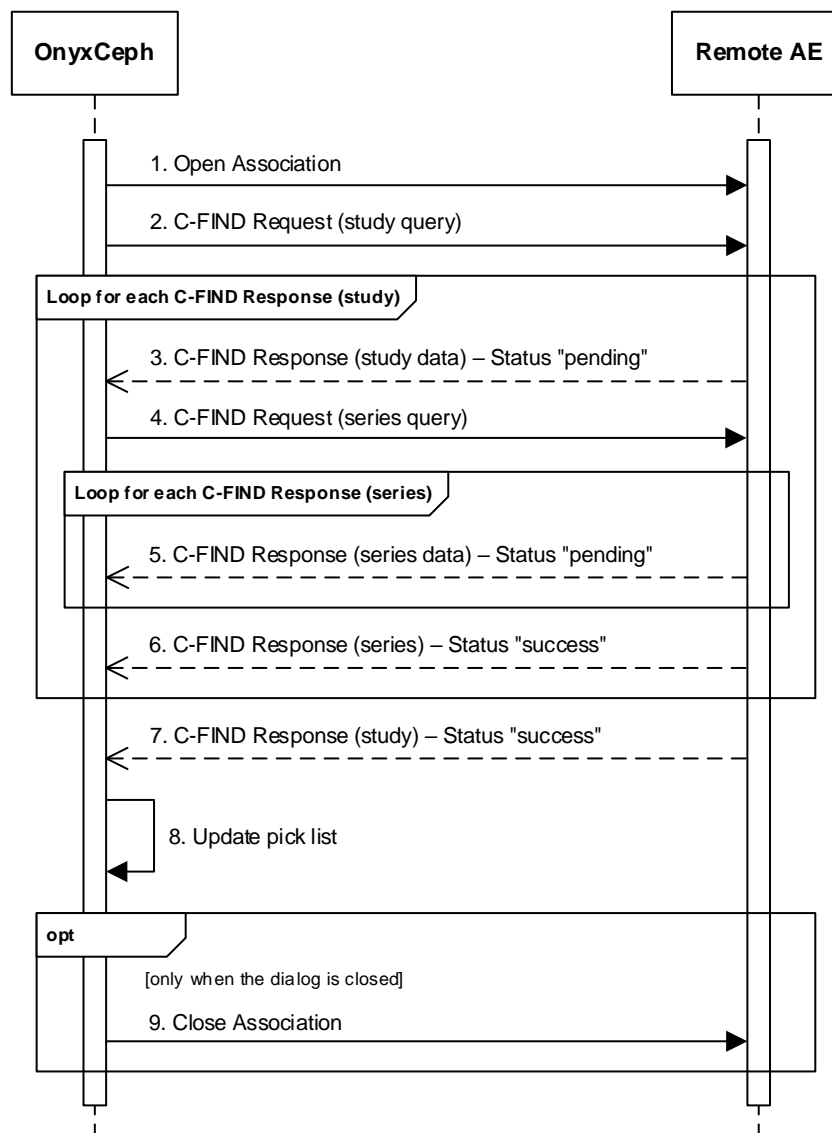 OnyxCeph
Remote AE
1. Open Association
2. C-FIND Request (study query)
Loop for each C-FIND Response (study)
3. C-FIND Response (study data) – Status "pending"
4. C-FIND Request (series query)
Loop for each C-FIND Response (series)
5. C-FIND Response (series data) – Status "pending"
6. C-FIND Response (series) – Status "success"
7. C-FIND Response (study) – Status "success"
8. Update pick list
opt
[only when the dialog is closed]
9. Close Association